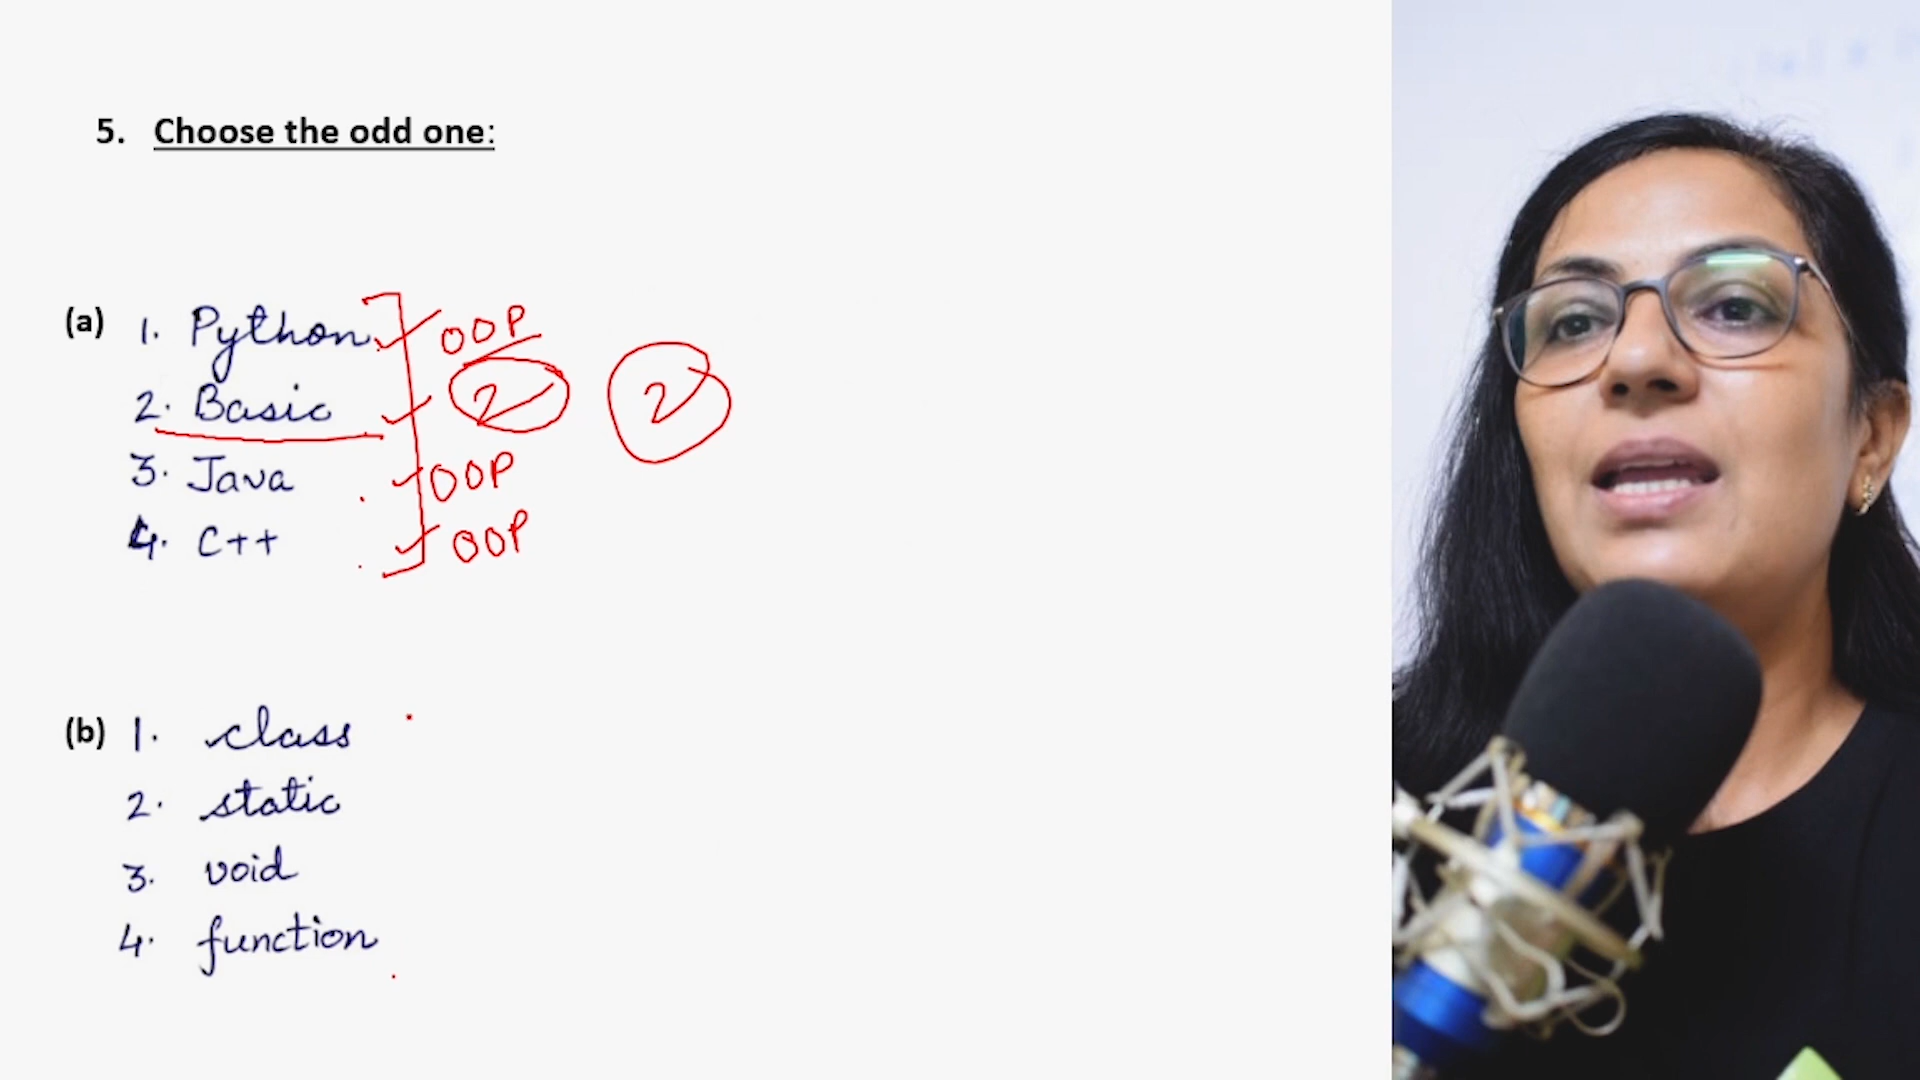 5. Choose the odd one:
(a) 1. Python OOP
2. Basic 2 2
3. Java OOP
4. C++ OOP
(b) 1. class
2. static
3. void
4. function